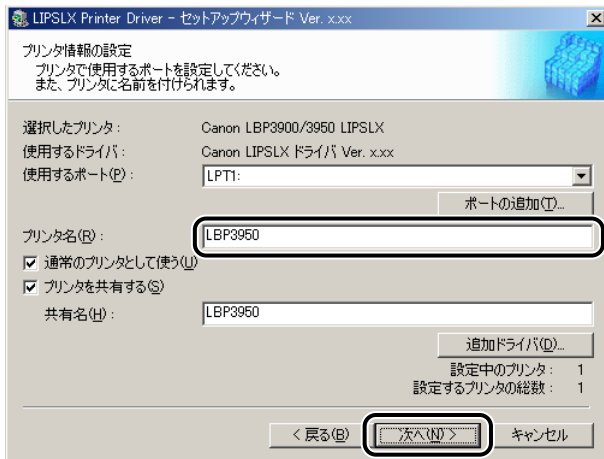 LIPSLX Printer Driver - セットアップウィザード Ver. x.xx
プリンタ情報の設定
プリンタで使用するポートを設定してください。
また、プリンタに名前を付けられます。
選択したプリンタ： Canon LBP3900/3950 LIPSLX
使用するドライバ： Canon LIPSLX ドライバ Ver. x.xx
使用するポート(P)： LPT1:
ポートの追加(T)...
プリンタ名(R)： LBP3950
通常のプリンタとして使う(U)
プリンタを共有する(S)
共有名(H)： LBP3950
追加ドライバ(D)...
設定中のプリンタ： 1
設定するプリンタの総数： 1
< 戻る(B) 次へ(N) > キャンセル